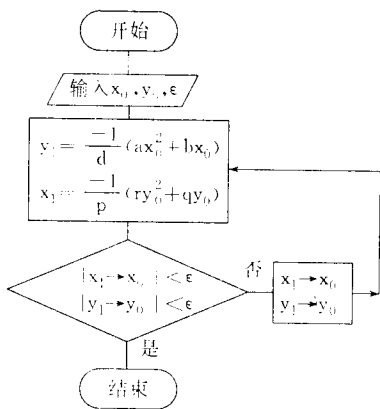 开始
输入x₀,y₀,ε
y₁= —1/d (ax₀²+bx₀)
x₁= —1/p (ry₀²+qy₀)
|x₁→x₀|<ε
|y₁→y₀|<ε
否
x₁→x₀
y₁→y₀
是
结束